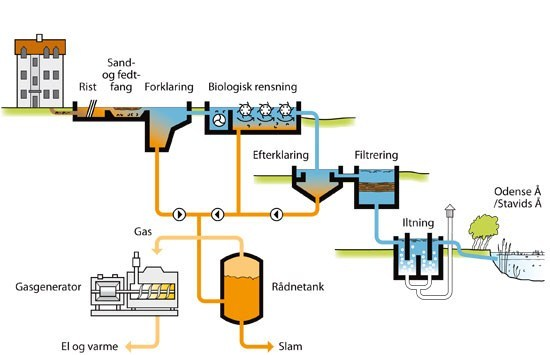 Rist
Sand-
og fedt-
fang
Forklaring
Biologisk rensning
Efterklaring
Filtrering
Odense Å
/Stavids Å
Iltning
Gas
Gasgenerator
Rådnetank
El og varme
Slam